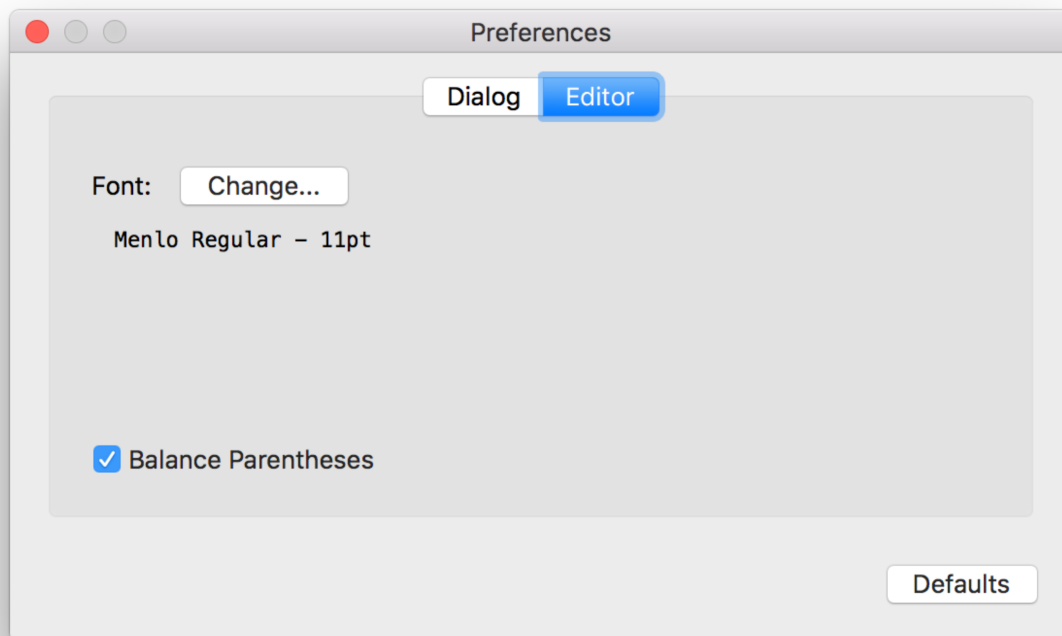 Preferences
Dialog Editor
Font: Change...
Menlo Regular – 11pt
Balance Parentheses
Defaults